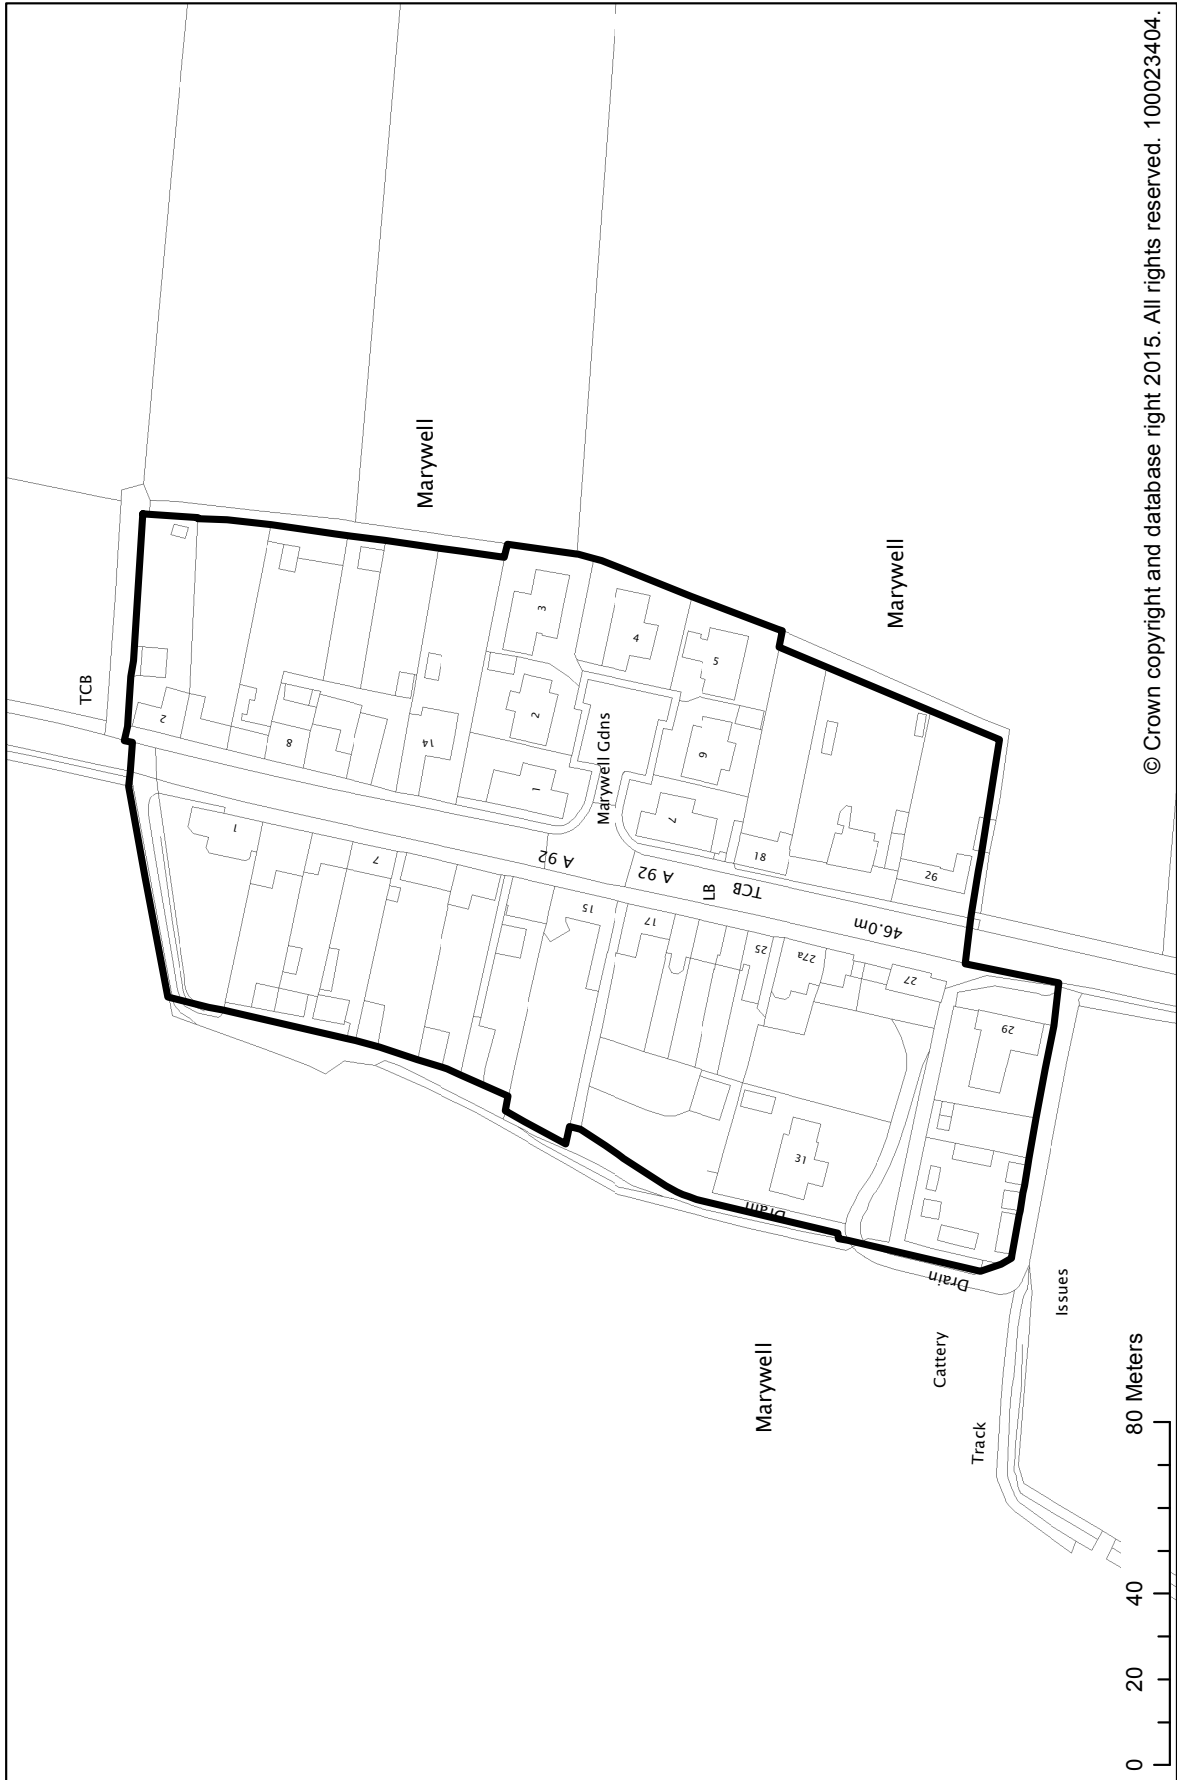 TCB
Marywell
2
8
14
1
2
3
4
5
Marywell Gdns
6
7
1
7
A 92
A 92
15
17
LB
TCB
18
25
27a
46.0m
26
27
29
31
Drain
Drain
Marywell
Marywell
Cattery
Issues
Track
0 20 40 80 Meters
© Crown copyright and database right 2015. All rights reserved. 100023404.